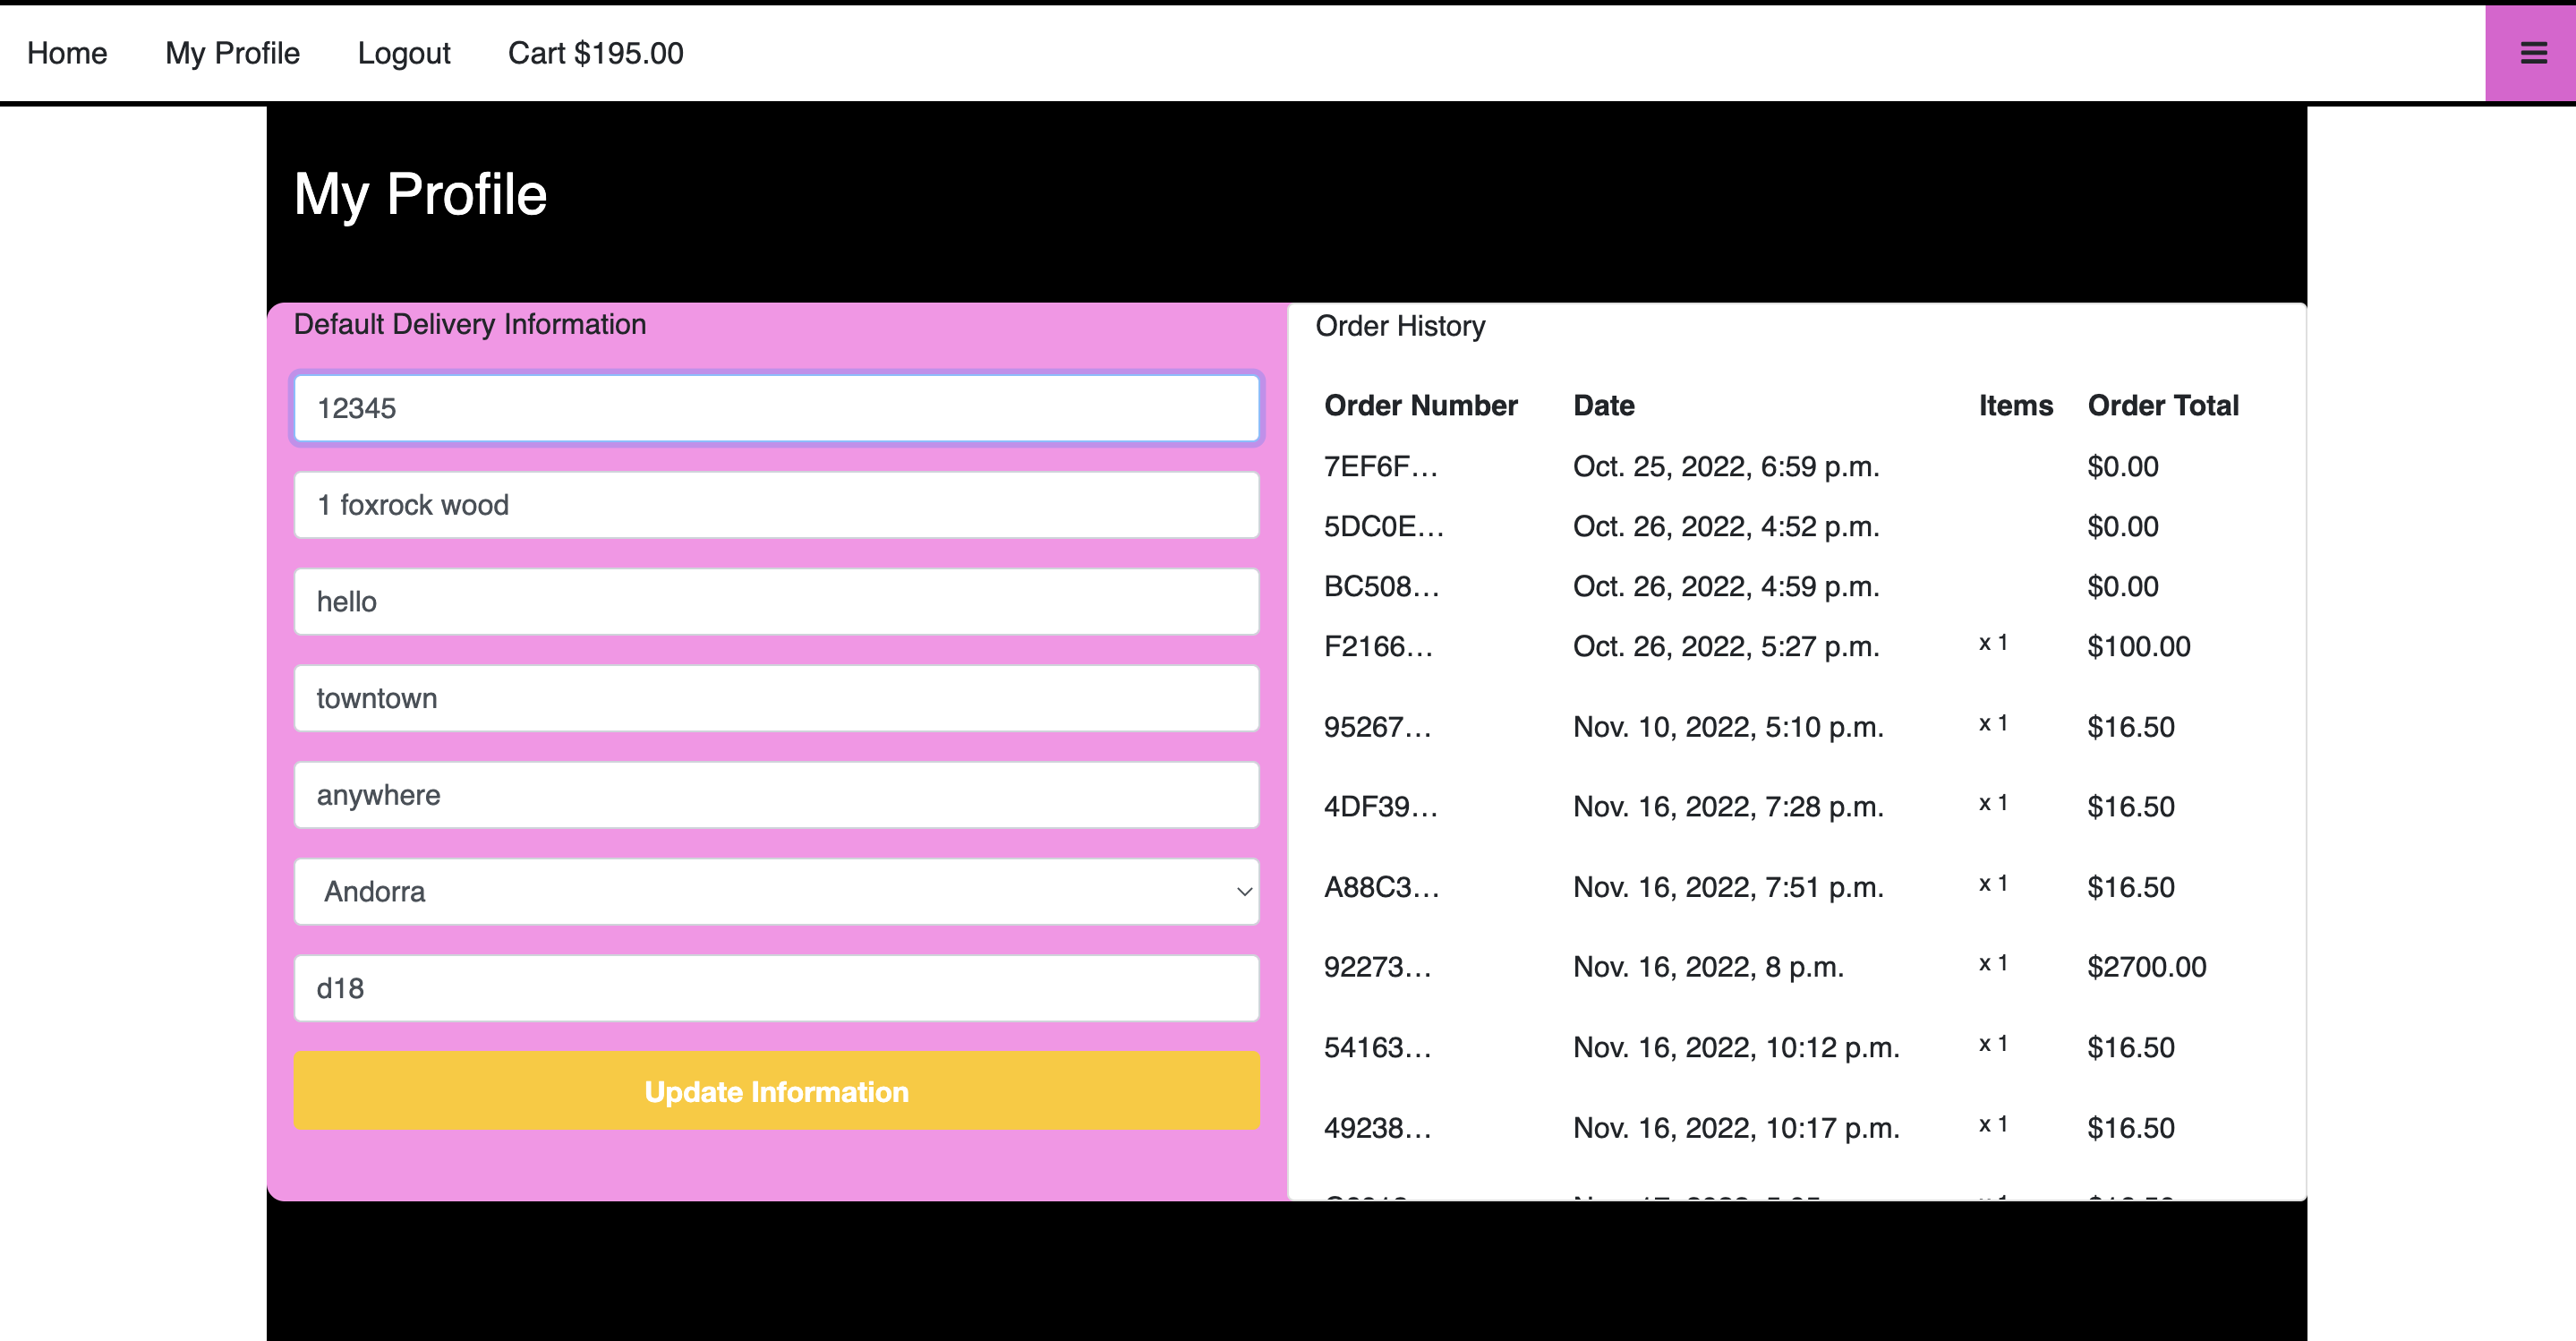 Home My Profile Logout Cart $195.00
My Profile
Default Delivery Information
12345
1 foxrock wood
hello
towntown
anywhere
Andorra
d18
Update Information
Order History
Order Number Date Items Order Total
7EF6F... Oct. 25, 2022, 6:59 p.m. $0.00
5DC0E... Oct. 26, 2022, 4:52 p.m. $0.00
BC508... Oct. 26, 2022, 4:59 p.m. $0.00
F2166... Oct. 26, 2022, 5:27 p.m. x 1 $100.00
95267... Nov. 10, 2022, 5:10 p.m. x 1 $16.50
4DF39... Nov. 16, 2022, 7:28 p.m. x 1 $16.50
A88C3... Nov. 16, 2022, 7:51 p.m. x 1 $16.50
92273... Nov. 16, 2022, 8 p.m. x 1 $2700.00
54163... Nov. 16, 2022, 10:12 p.m. x 1 $16.50
49238... Nov. 16, 2022, 10:17 p.m. x 1 $16.50